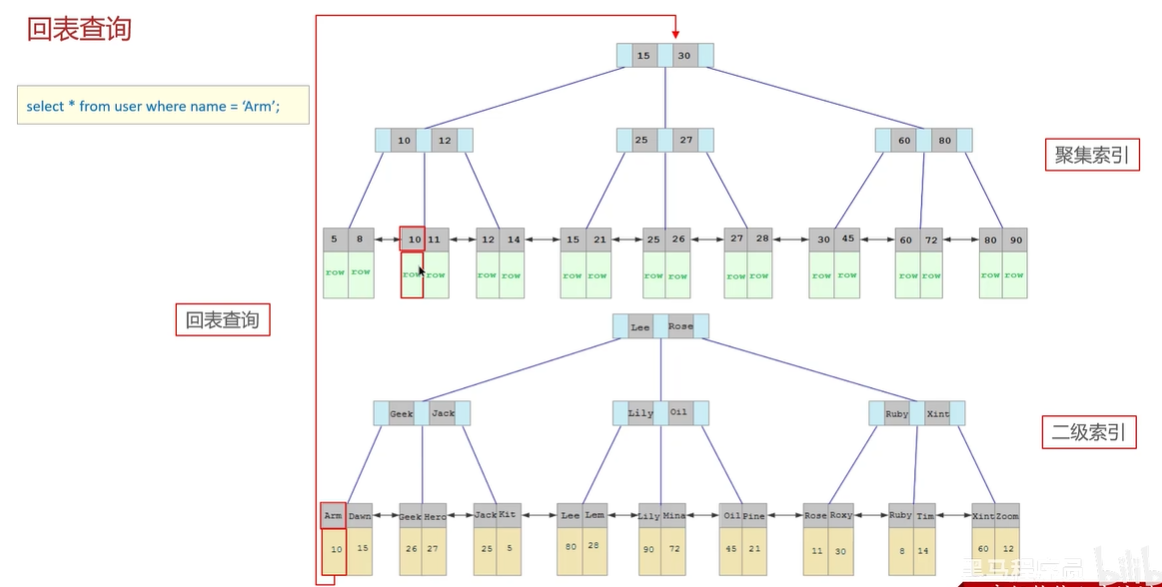 回表查询
select * from user where name = ‘Arm’;
15 30
10 12 25 27 60 80
聚集索引
5 8 10 11 12 14 15 21 25 26 27 28 30 45 60 72 80 90
row row row row row row row row row row row row row row row row row row
回表查询
Lee Rose
Geek Jack Lily Oil Ruby Xint
二级索引
Arm Dawn Geek Hero Jack Kit Lee Lem Lily Mina Oil Pine Rose Roxy Ruby Tim Xint Zoom
10 15 26 27 25 5 80 28 90 72 45 21 11 30 8 14 60 12